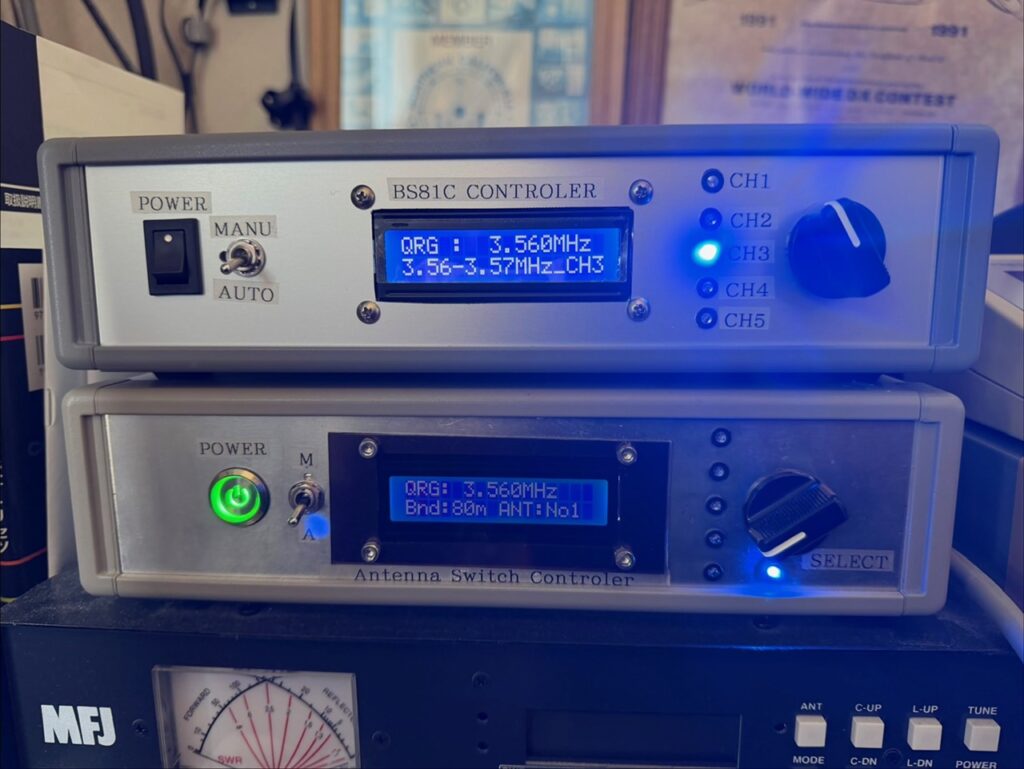 1991
1991
MEMBER
WORLD-WIDE DX CONTEST
POWER
MANU
AUTO
BS81C CONTROLER
QRG : 3.560MHz
3.56-3.57MHz_CH3
CH1
CH2
CH3
CH4
CH5
POWER
M
A
QRG: 3.560MHz
Bnd:80m ANT:No1
Antenna Switch Controler
SELECT
MFJ
FORWARD
SWR
ANT
C-UP
L-UP
TUNE
MODE
C-DN
L-DN
POWER